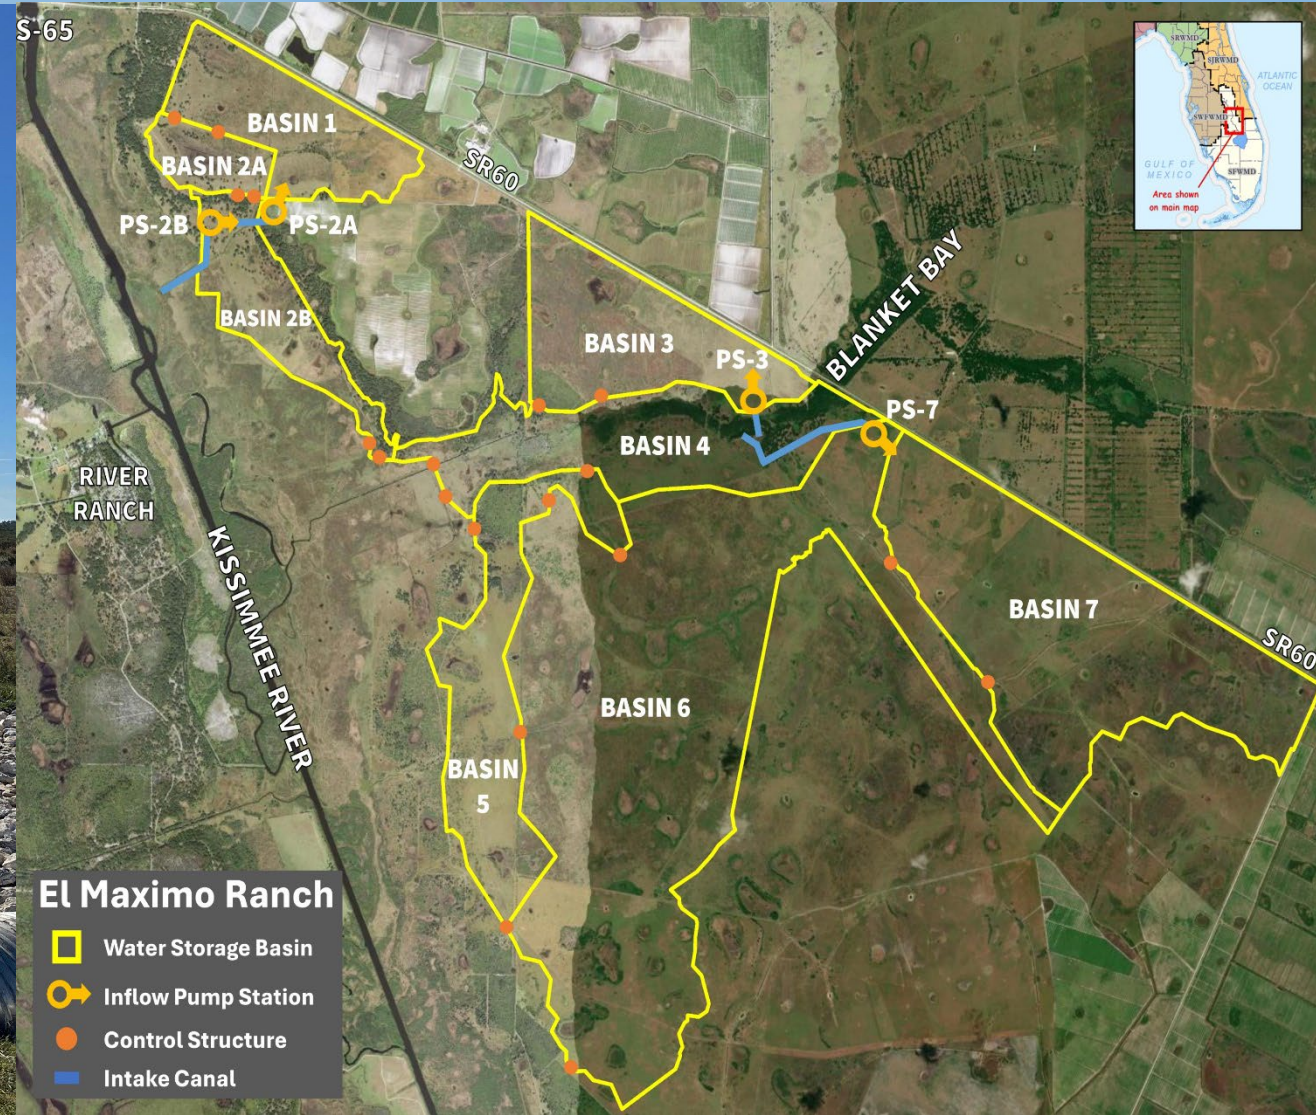 S-65
BASIN 1
BASIN 2A
SR60
PS-2B
PS-2A
BASIN 2B
BASIN 3
PS-3
BLANKET BAY
PS-7
BASIN 4
RIVER
RANCH
KISSIMMEE RIVER
BASIN 7
SR60
BASIN 6
BASIN
5
SRWMD
SJRWMD
ATLANTIC
OCEAN
SWFWMD
GULF OF
MEXICO
SFWMD
Area shown
on main map
El Maximo Ranch
Water Storage Basin
Inflow Pump Station
Control Structure
Intake Canal